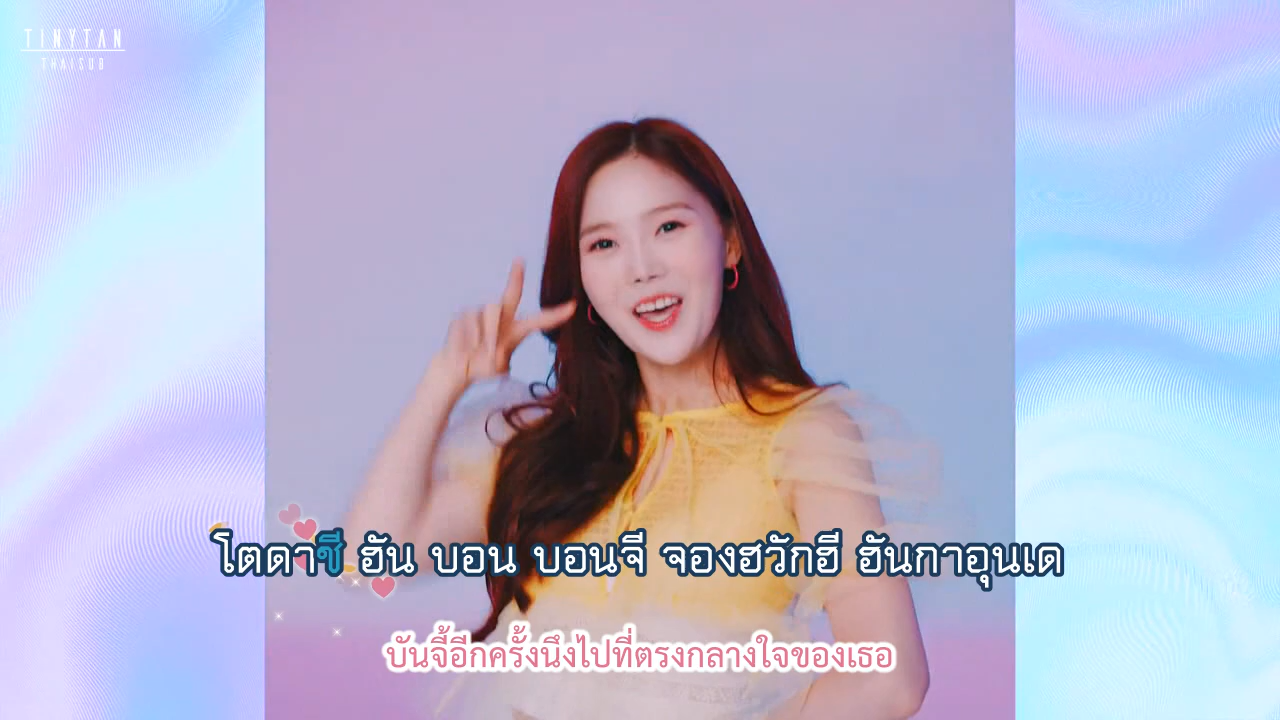 TINYTAN
THAISUB
โตดาชี ฮัน บอน บอนจี จองฮวักฮี ฮันกาอุนเด
บันจี้อีกครั้งนึงไปที่ตรงกลางใจของเธอ